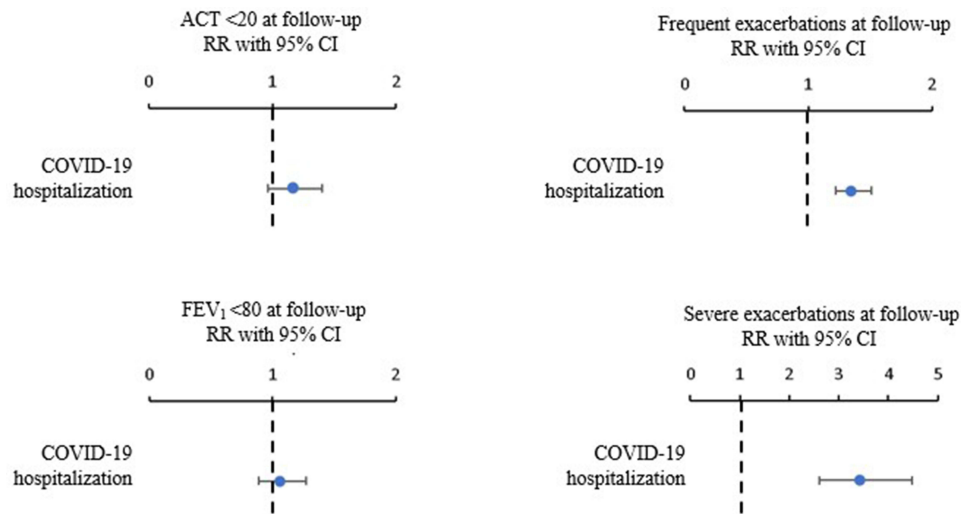 ACT <20 at follow-up
RR with 95% CI
0 1 2
COVID-19
hospitalization
Frequent exacerbations at follow-up
RR with 95% CI
0 1 2
COVID-19
hospitalization
FEV₁ <80 at follow-up
RR with 95% CI
0 1 2
COVID-19
hospitalization
Severe exacerbations at follow-up
RR with 95% CI
0 1 2 3 4 5
COVID-19
hospitalization